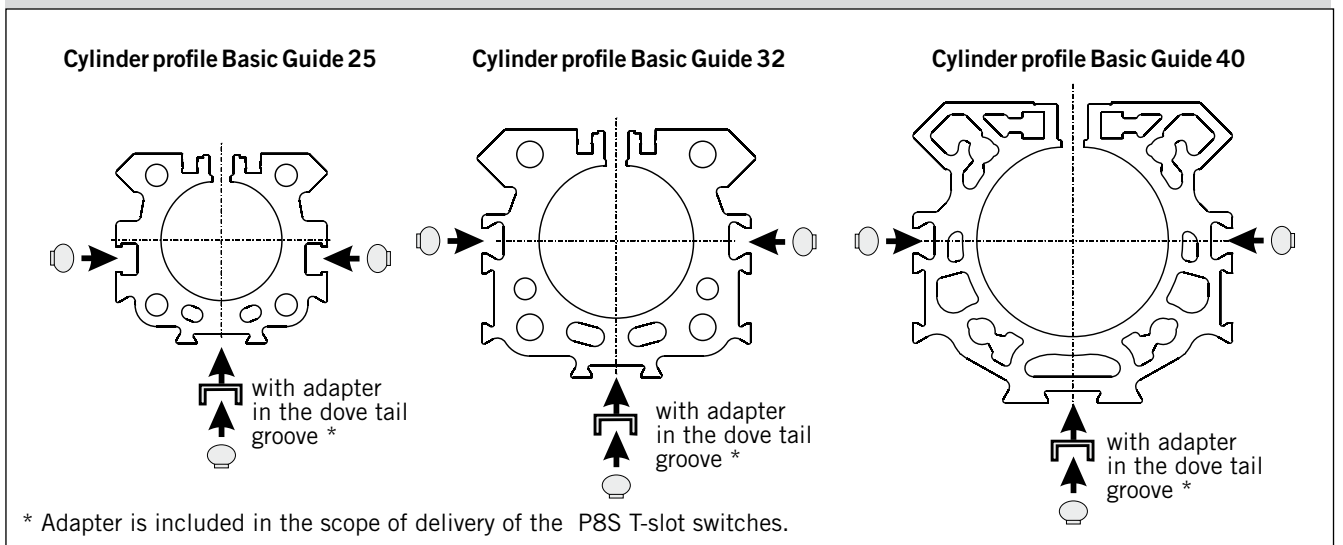 Cylinder profile Basic Guide 25
Cylinder profile Basic Guide 32
Cylinder profile Basic Guide 40
with adapter
in the dove tail
groove *
with adapter
in the dove tail
groove *
with adapter
in the dove tail
groove *
* Adapter is included in the scope of delivery of the P8S T-slot switches.